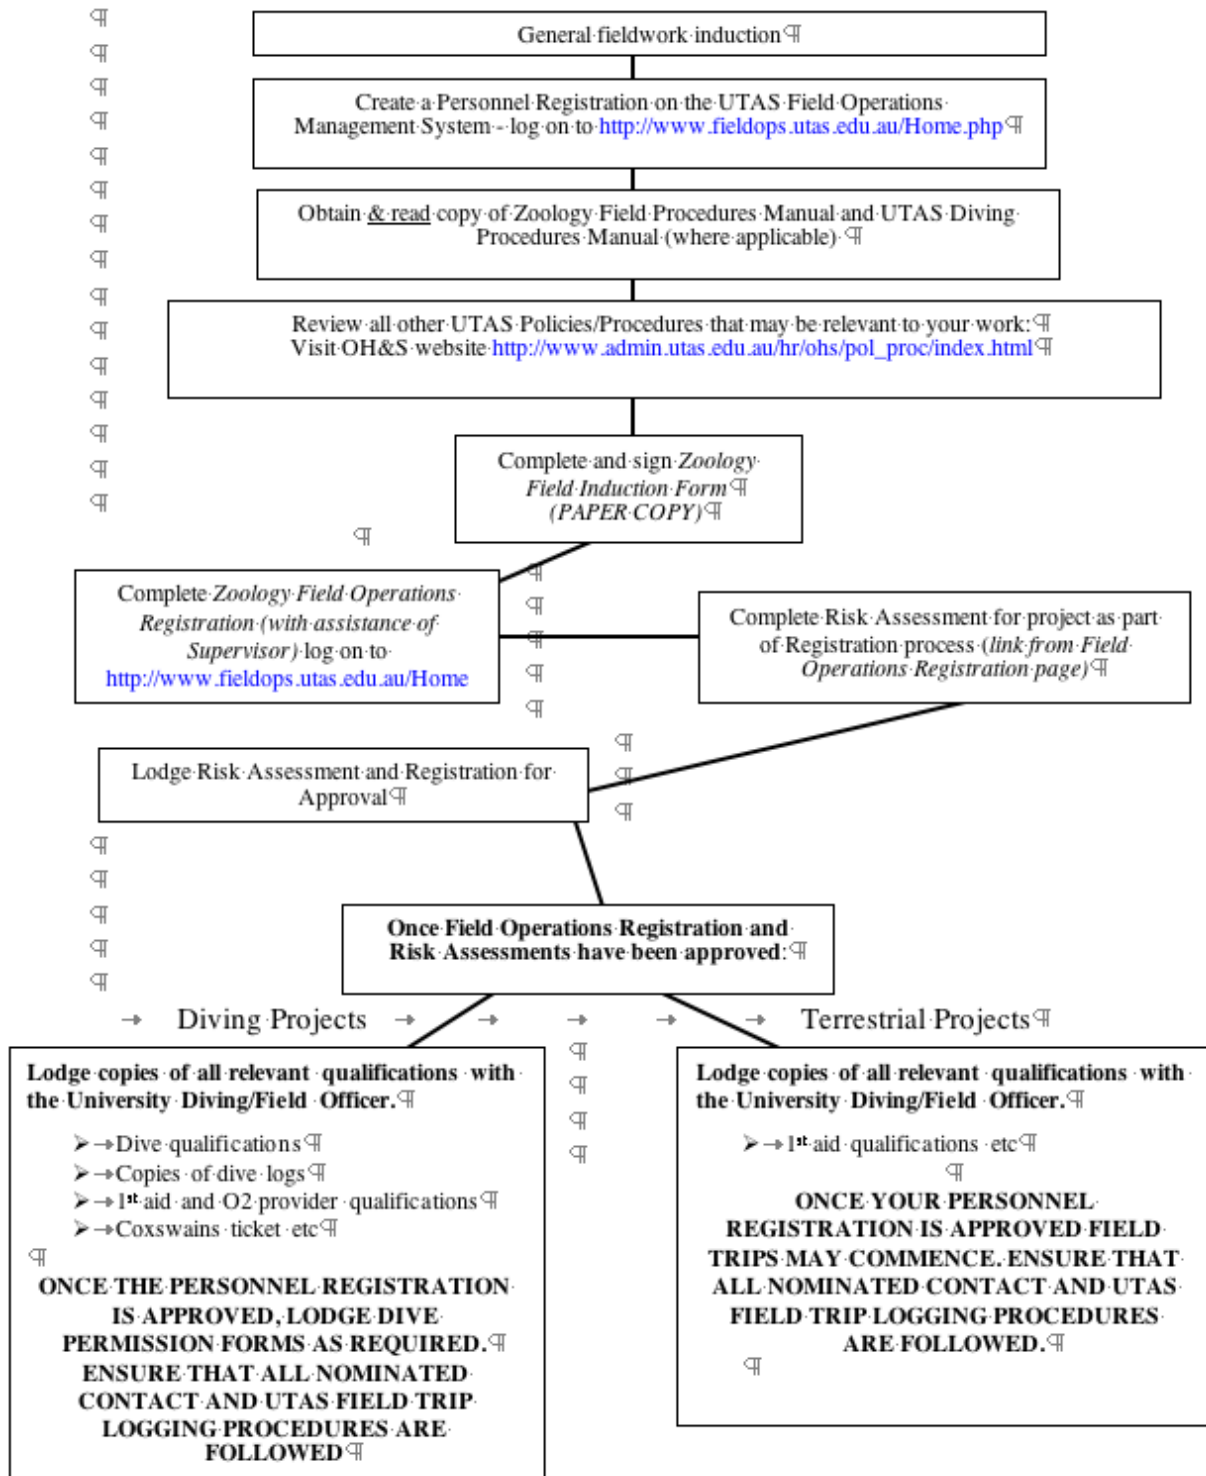 General fieldwork induction
Create a Personnel Registration on the UTAS Field Operations
Management System - log on to http://www.fieldops.utas.edu.au/Home.php
Obtain & read copy of Zoology Field Procedures Manual and UTAS Diving
Procedures Manual (where applicable)
Review all other UTAS Policies/Procedures that may be relevant to your work:
Visit OH&S website http://www.admin.utas.edu.au/hr/ohs/pol_proc/index.html
Complete and sign Zoology
Field Induction Form
(PAPER COPY)
Complete Zoology Field Operations
Registration (with assistance of
Supervisor) log on to
http://www.fieldops.utas.edu.au/Home
Complete Risk Assessment for project as part
of Registration process (link from Field
Operations Registration page)
Lodge Risk Assessment and Registration for
Approval
Once Field Operations Registration and
Risk Assessments have been approved:
Diving Projects
Lodge copies of all relevant qualifications with
the University Diving/Field Officer.
Dive qualifications
Copies of dive logs
1st aid and O2 provider qualifications
Coxswains ticket etc
ONCE THE PERSONNEL REGISTRATION
IS APPROVED, LODGE DIVE
PERMISSION FORMS AS REQUIRED.
ENSURE THAT ALL NOMINATED
CONTACT AND UTAS FIELD TRIP
LOGGING PROCEDURES ARE
FOLLOWED
Terrestrial Projects
Lodge copies of all relevant qualifications with
the University Diving/Field Officer.
1st aid qualifications etc
ONCE YOUR PERSONNEL
REGISTRATION IS APPROVED FIELD
TRIPS MAY COMMENCE. ENSURE THAT
ALL NOMINATED CONTACT AND UTAS
FIELD TRIP LOGGING PROCEDURES
ARE FOLLOWED.